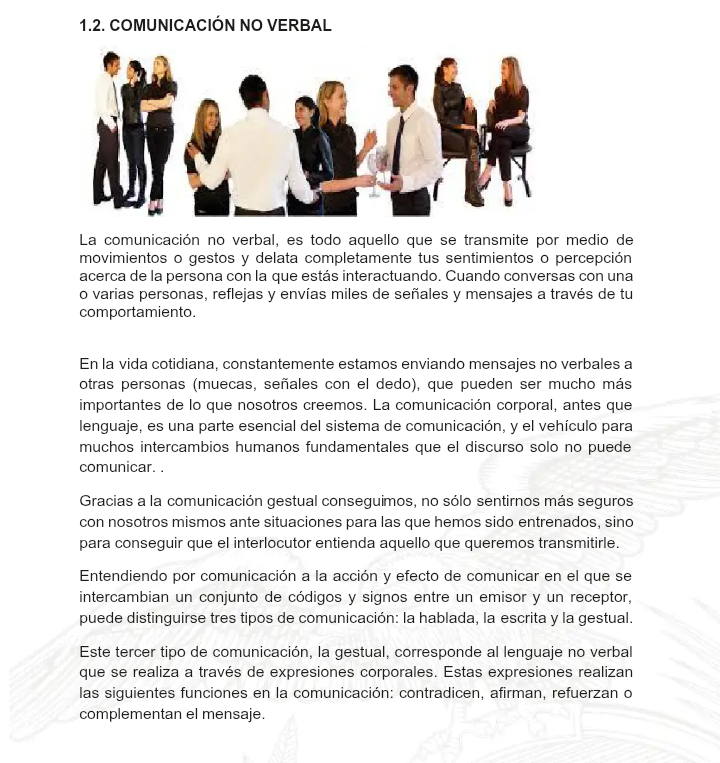 1.2. COMUNICACIÓN NO VERBAL
La comunicación no verbal, es todo aquello que se transmite por medio de
movimientos o gestos y delata completamente tus sentimientos o percepción
acerca de la persona con la que estás interactuando. Cuando conversas con una
o varias personas, reflejas y envías miles de señales y mensajes a través de tu
comportamiento.
En la vida cotidiana, constantemente estamos enviando mensajes no verbales a
otras personas (muecas, señales con el dedo), que pueden ser mucho más
importantes de lo que nosotros creemos. La comunicación corporal, antes que
lenguaje, es una parte esencial del sistema de comunicación, y el vehículo para
muchos intercambios humanos fundamentales que el discurso solo no puede
comunicar. .
Gracias a la comunicación gestual conseguimos, no sólo sentirnos más seguros
con nosotros mismos ante situaciones para las que hemos sido entrenados, sino
para conseguir que el interlocutor entienda aquello que queremos transmitirle.
Entendiendo por comunicación a la acción y efecto de comunicar en el que se
intercambian un conjunto de códigos y signos entre un emisor y un receptor,
puede distinguirse tres tipos de comunicación: la hablada, la escrita y la gestual.
Este tercer tipo de comunicación, la gestual, corresponde al lenguaje no verbal
que se realiza a través de expresiones corporales. Estas expresiones realizan
las siguientes funciones en la comunicación: contradicen, afirman, refuerzan o
complementan el mensaje.